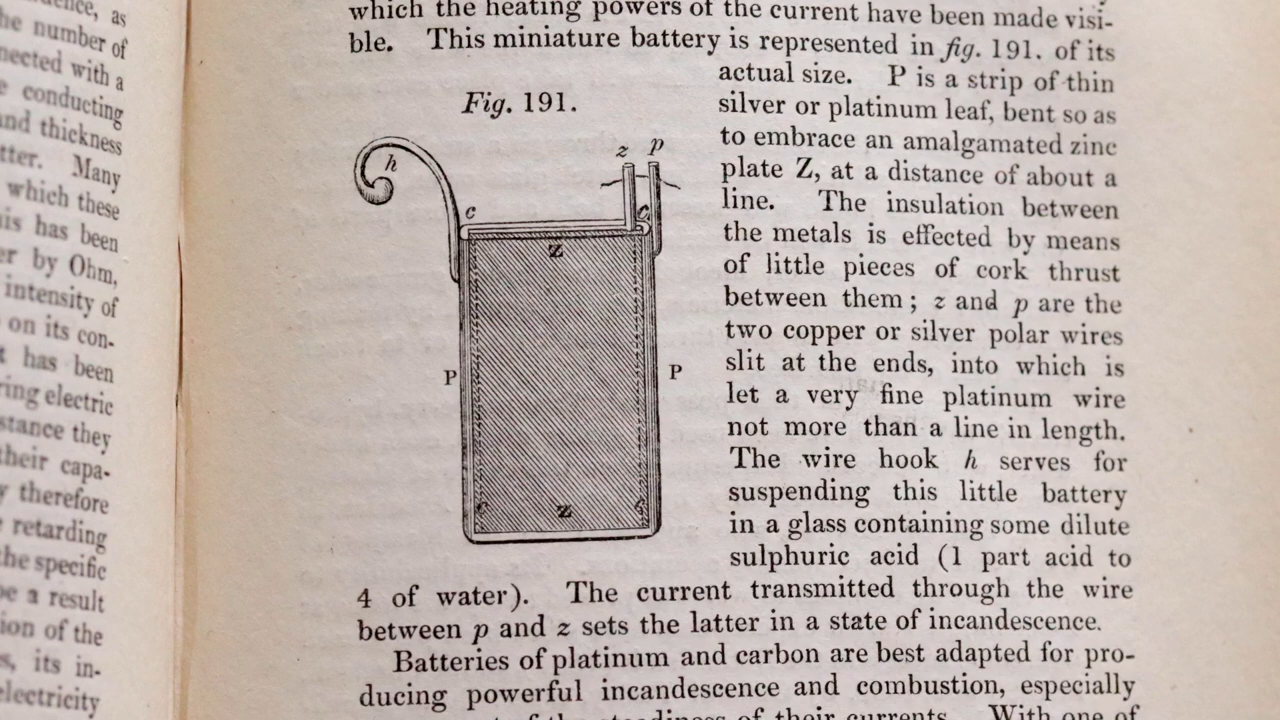 dence, as
he number of
nected with a
e conducting
and thickness
tter. Many
which these
is has been
er by Ohm,
intensity of
on its con-
t has been
ring electric
stance they
their capa-
y therefore
retarding
the specific
be a result
ion of the
s, its in-
electricity
which the heating powers of the current have been made visi-
ble. This miniature battery is represented in fig. 191. of its
actual size. P is a strip of thin
silver or platinum leaf, bent so as
to embrace an amalgamated zinc
plate Z, at a distance of about a
line. The insulation between
the metals is effected by means
of little pieces of cork thrust
between them; z and p are the
two copper or silver polar wires
slit at the ends, into which is
let a very fine platinum wire
not more than a line in length.
The wire hook h serves for
suspending this little battery
in a glass containing some dilute
sulphuric acid (1 part acid to
Fig. 191.
h
z p
c c
Z
P P
c Z c
4 of water). The current transmitted through the wire
between p and z sets the latter in a state of incandescence.
Batteries of platinum and carbon are best adapted for pro-
ducing powerful incandescence and combustion, especially
of the steadiness of their currents. With one of